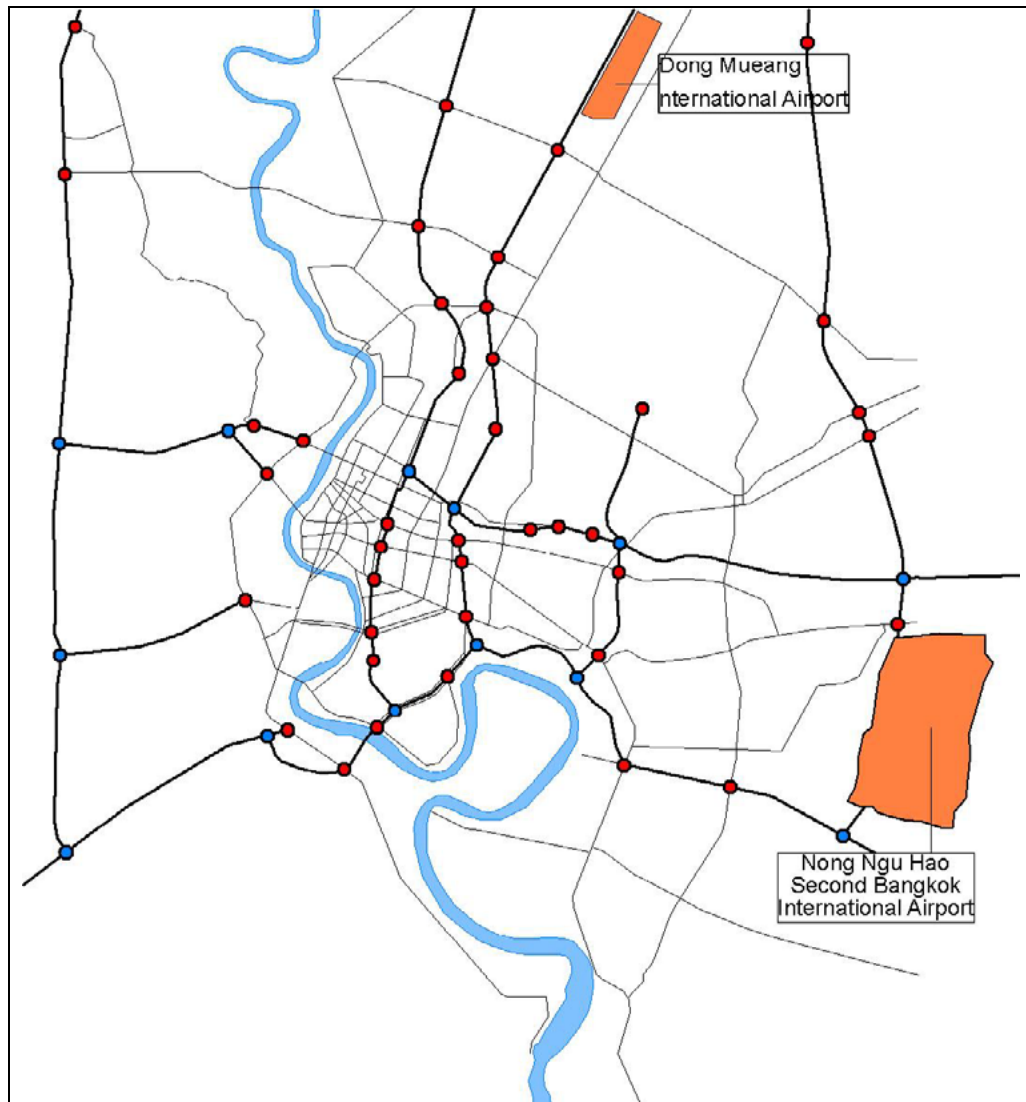 Dong Mueang
International Airport
Nong Ngu Hao
Second Bangkok
International Airport